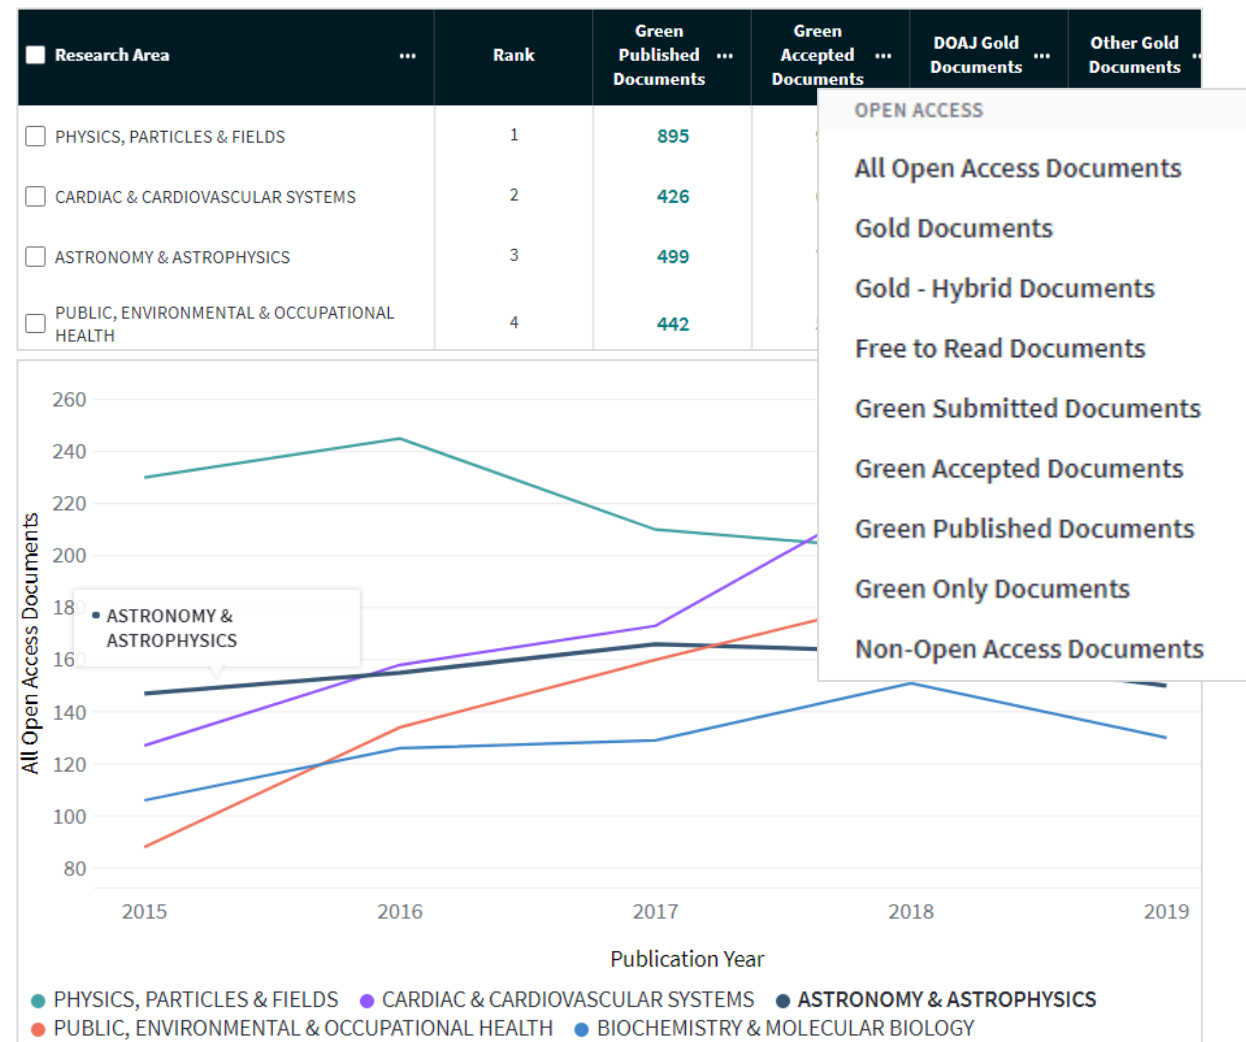 Research Area ... Rank Green Published Documents ... Green Accepted Documents ... DOAJ Gold Documents ... Other Gold Documents
PHYSICS, PARTICLES & FIELDS 1 895
CARDIAC & CARDIOVASCULAR SYSTEMS 2 426
ASTRONOMY & ASTROPHYSICS 3 499
PUBLIC, ENVIRONMENTAL & OCCUPATIONAL
HEALTH 4 442
OPEN ACCESS
All Open Access Documents
Gold Documents
Gold - Hybrid Documents
Free to Read Documents
Green Submitted Documents
Green Accepted Documents
Green Published Documents
Green Only Documents
Non-Open Access Documents
All Open Access Documents
260
240
220
200
180
160
140
120
100
80
ASTRONOMY &
ASTROPHYSICS
2015 2016 2017 2018 2019
Publication Year
PHYSICS, PARTICLES & FIELDS CARDIAC & CARDIOVASCULAR SYSTEMS ASTRONOMY & ASTROPHYSICS
PUBLIC, ENVIRONMENTAL & OCCUPATIONAL HEALTH BIOCHEMISTRY & MOLECULAR BIOLOGY